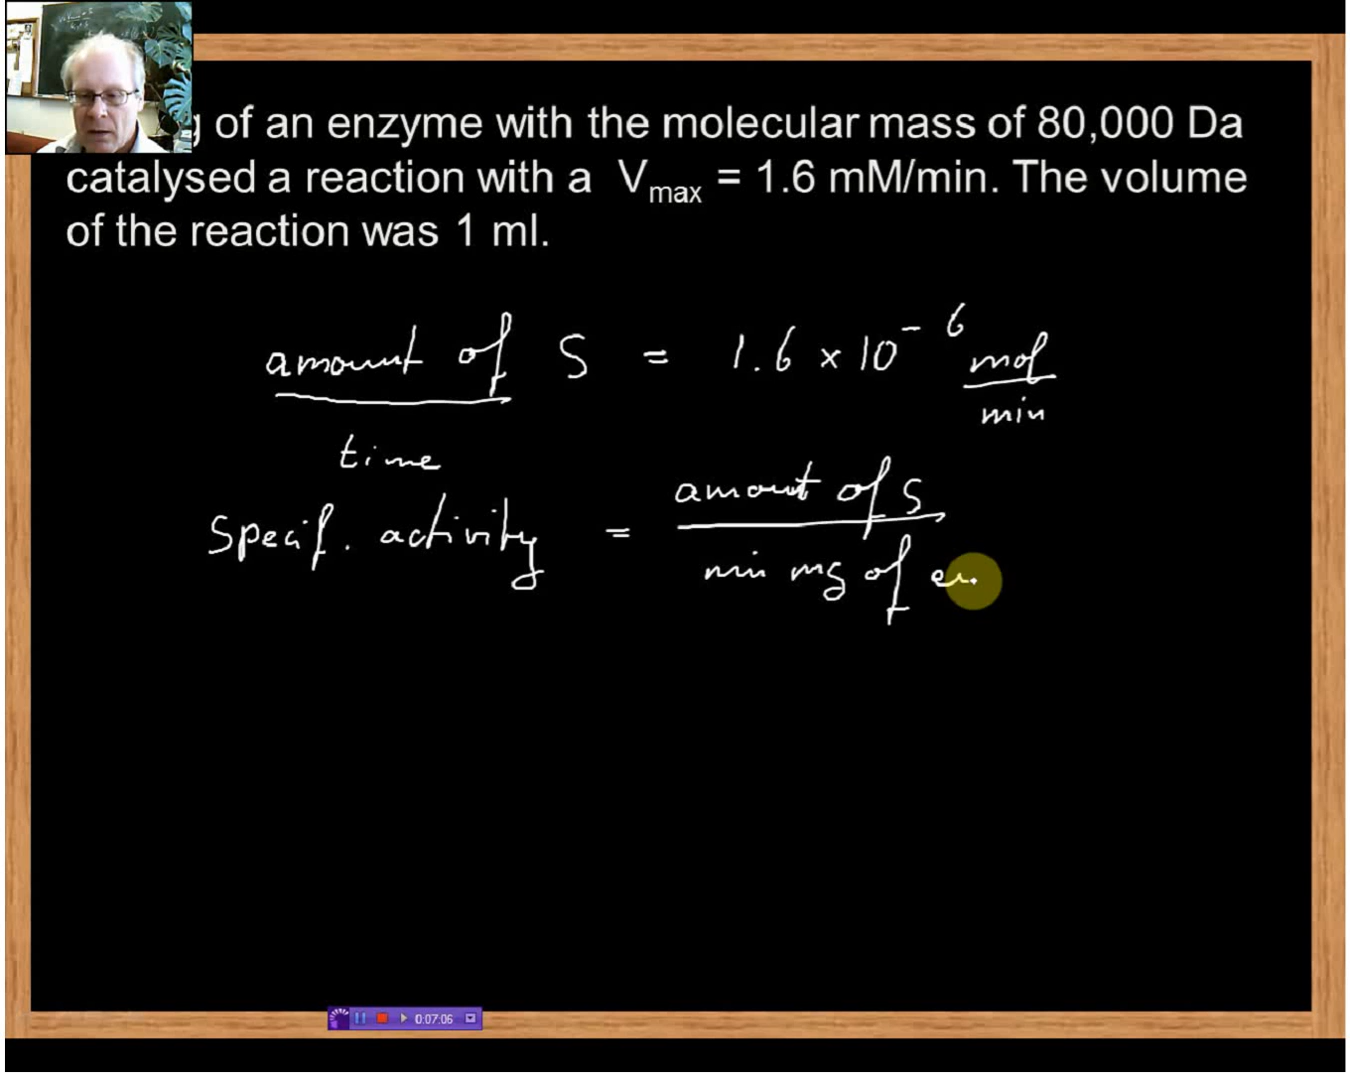 of an enzyme with the molecular mass of 80,000 Da
catalysed a reaction with a Vmax = 1.6 mM/min. The volume
of the reaction was 1 ml.
amount of S = 1.6 × 10⁻⁶ mol
time min
Specif. activity = amount of S
min mg of en.
0:07:06